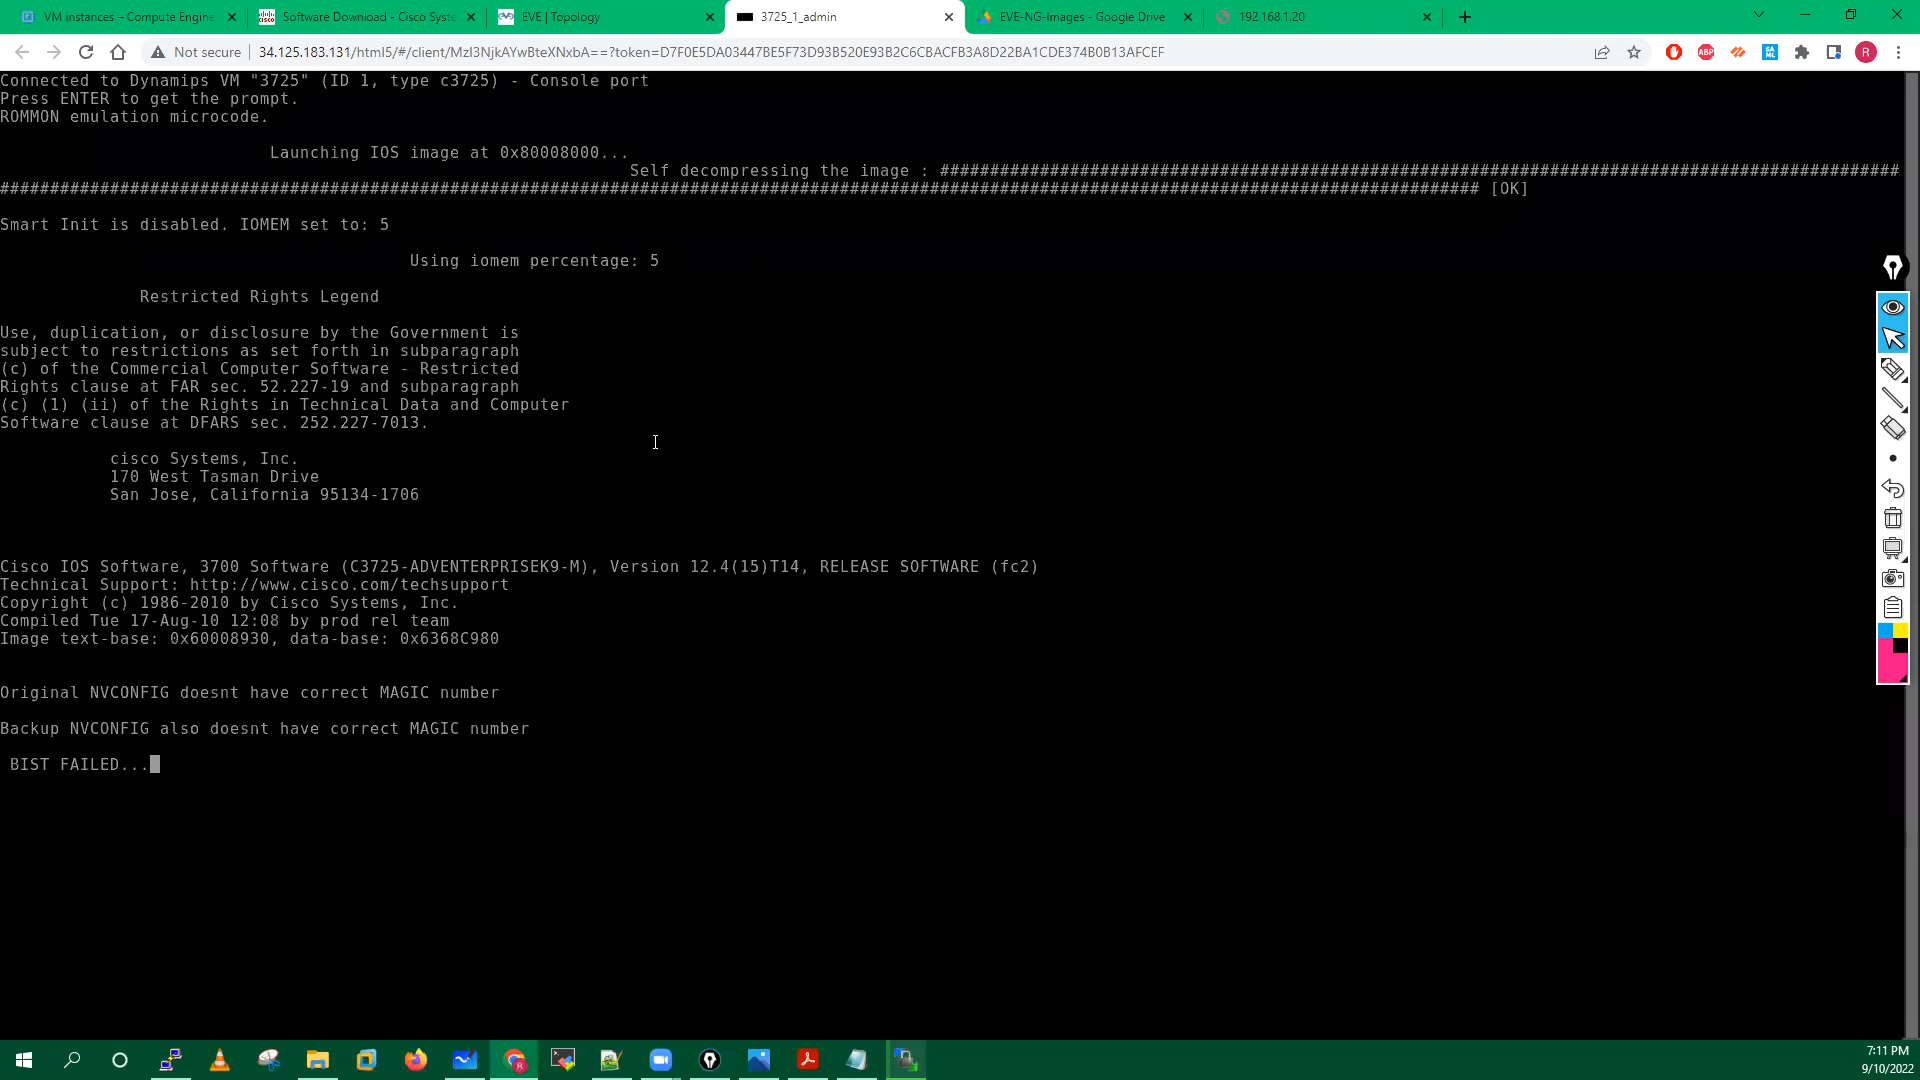 VM instances – Compute Engine
Software Download - Cisco Syste
EVE | Topology
3725_1_admin
EVE-NG-Images - Google Drive
192.168.1.20
Not secure
34.125.183.131/html5/#/client/MzI3NjkAYwBteXNxbA==?token=D7F0E5DA03447BE5F73D93B520E93B2C6CBACFB3A8D22BA1CDE374B0B13AFCEF
Connected to Dynamips VM "3725" (ID 1, type c3725) - Console port
Press ENTER to get the prompt.
ROMMON emulation microcode.
Launching IOS image at 0x80008000...
Self decompressing the image : ################################################################################################
#################################################################################################################################################### [OK]
Smart Init is disabled. IOMEM set to: 5
Using iomem percentage: 5
Restricted Rights Legend
Use, duplication, or disclosure by the Government is
subject to restrictions as set forth in subparagraph
(c) of the Commercial Computer Software - Restricted
Rights clause at FAR sec. 52.227-19 and subparagraph
(c) (1) (ii) of the Rights in Technical Data and Computer
Software clause at DFARS sec. 252.227-7013.
cisco Systems, Inc.
170 West Tasman Drive
San Jose, California 95134-1706
Cisco IOS Software, 3700 Software (C3725-ADVENTERPRISEK9-M), Version 12.4(15)T14, RELEASE SOFTWARE (fc2)
Technical Support: http://www.cisco.com/techsupport
Copyright (c) 1986-2010 by Cisco Systems, Inc.
Compiled Tue 17-Aug-10 12:08 by prod rel team
Image text-base: 0x60008930, data-base: 0x6368C980
Original NVCONFIG doesnt have correct MAGIC number
Backup NVCONFIG also doesnt have correct MAGIC number
BIST FAILED...
7:11 PM
9/10/2022